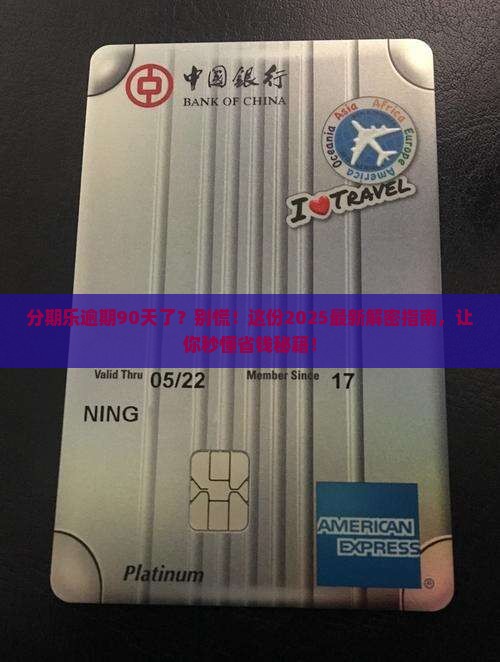 中国银行
BANK OF CHINA
Asia Africa Europe America Oceania
I TRAVEL
分期乐逾期90天了？别慌！这份2025最新解密指南，让
你秒懂省钱秘籍！
Valid Thru 05/22 Member Since 17
NING
AMERICAN
EXPRESS
®
Platinum